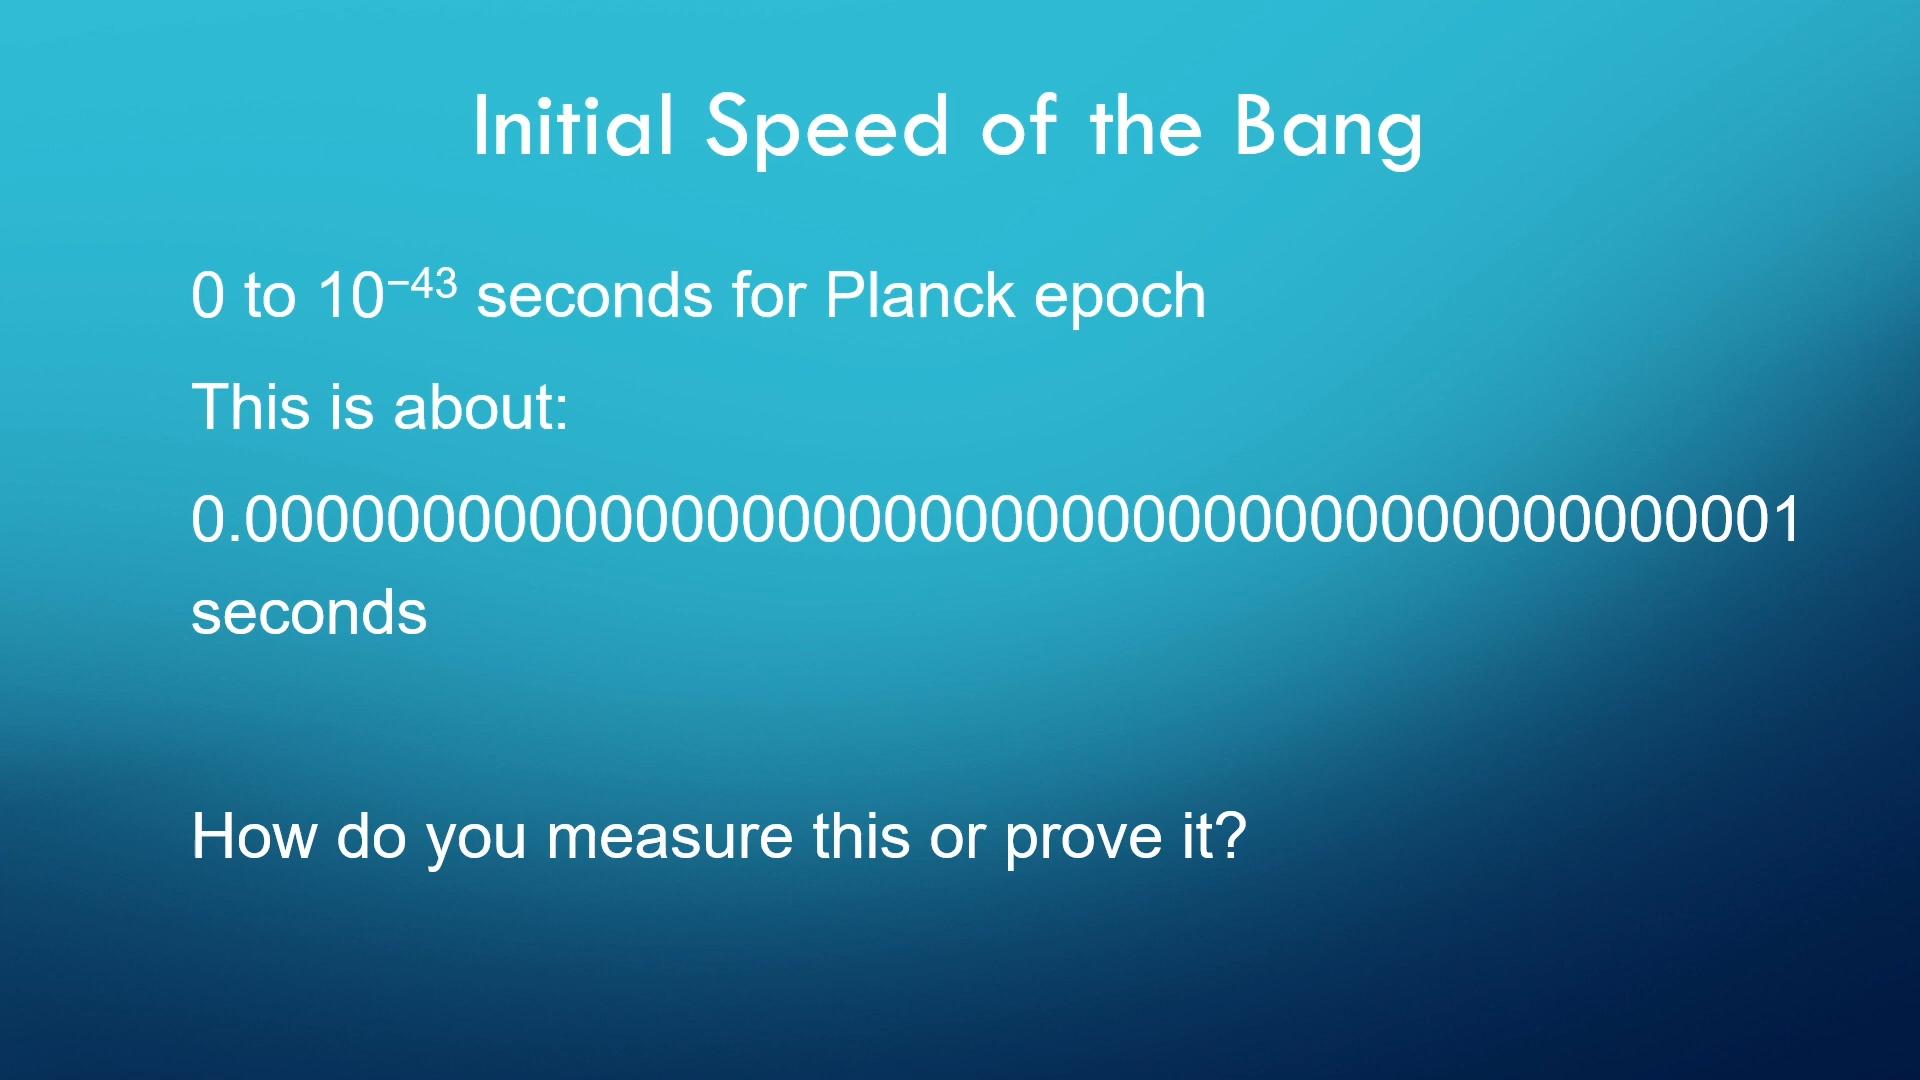 Initial Speed of the Bang
0 to 10⁻⁴³ seconds for Planck epoch
This is about:
0.00000000000000000000000000000000000000000001
seconds
How do you measure this or prove it?